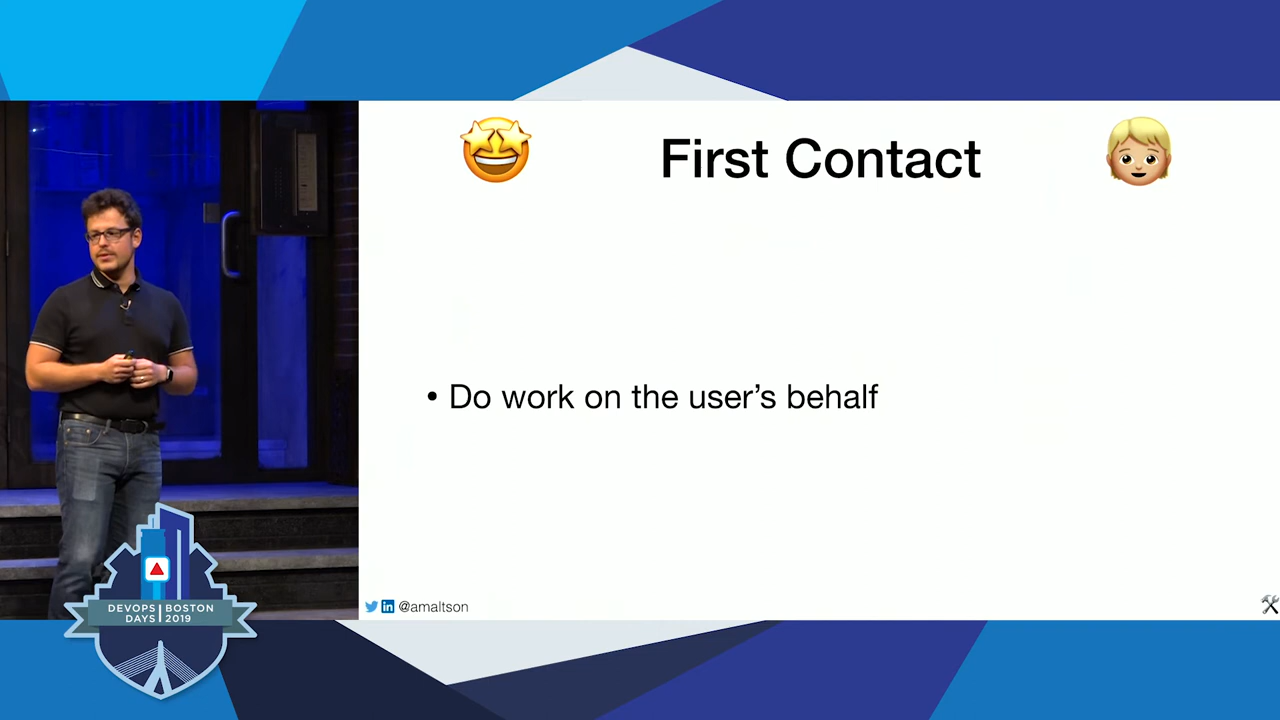 First Contact
• Do work on the user's behalf
@amaltson
DEVOPS BOSTON
DAYS 2019